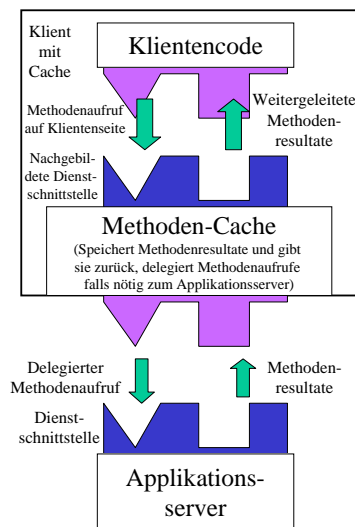 Klient
mit
Cache
Klientencode
Methodenaufruf
auf Klientenseite
Weitergeleitete
Methoden-
resultate
Nachgebil-
dete Dienst-
schnittstelle
Methoden-Cache
(Speichert Methodenresultate und gibt
sie zurück, delegiert Methodenaufrufe
falls nötig zum Applikationsserver)
Delegierter
Methodenaufruf
Methoden-
resultate
Dienst-
schnittstelle
Applikations-
server